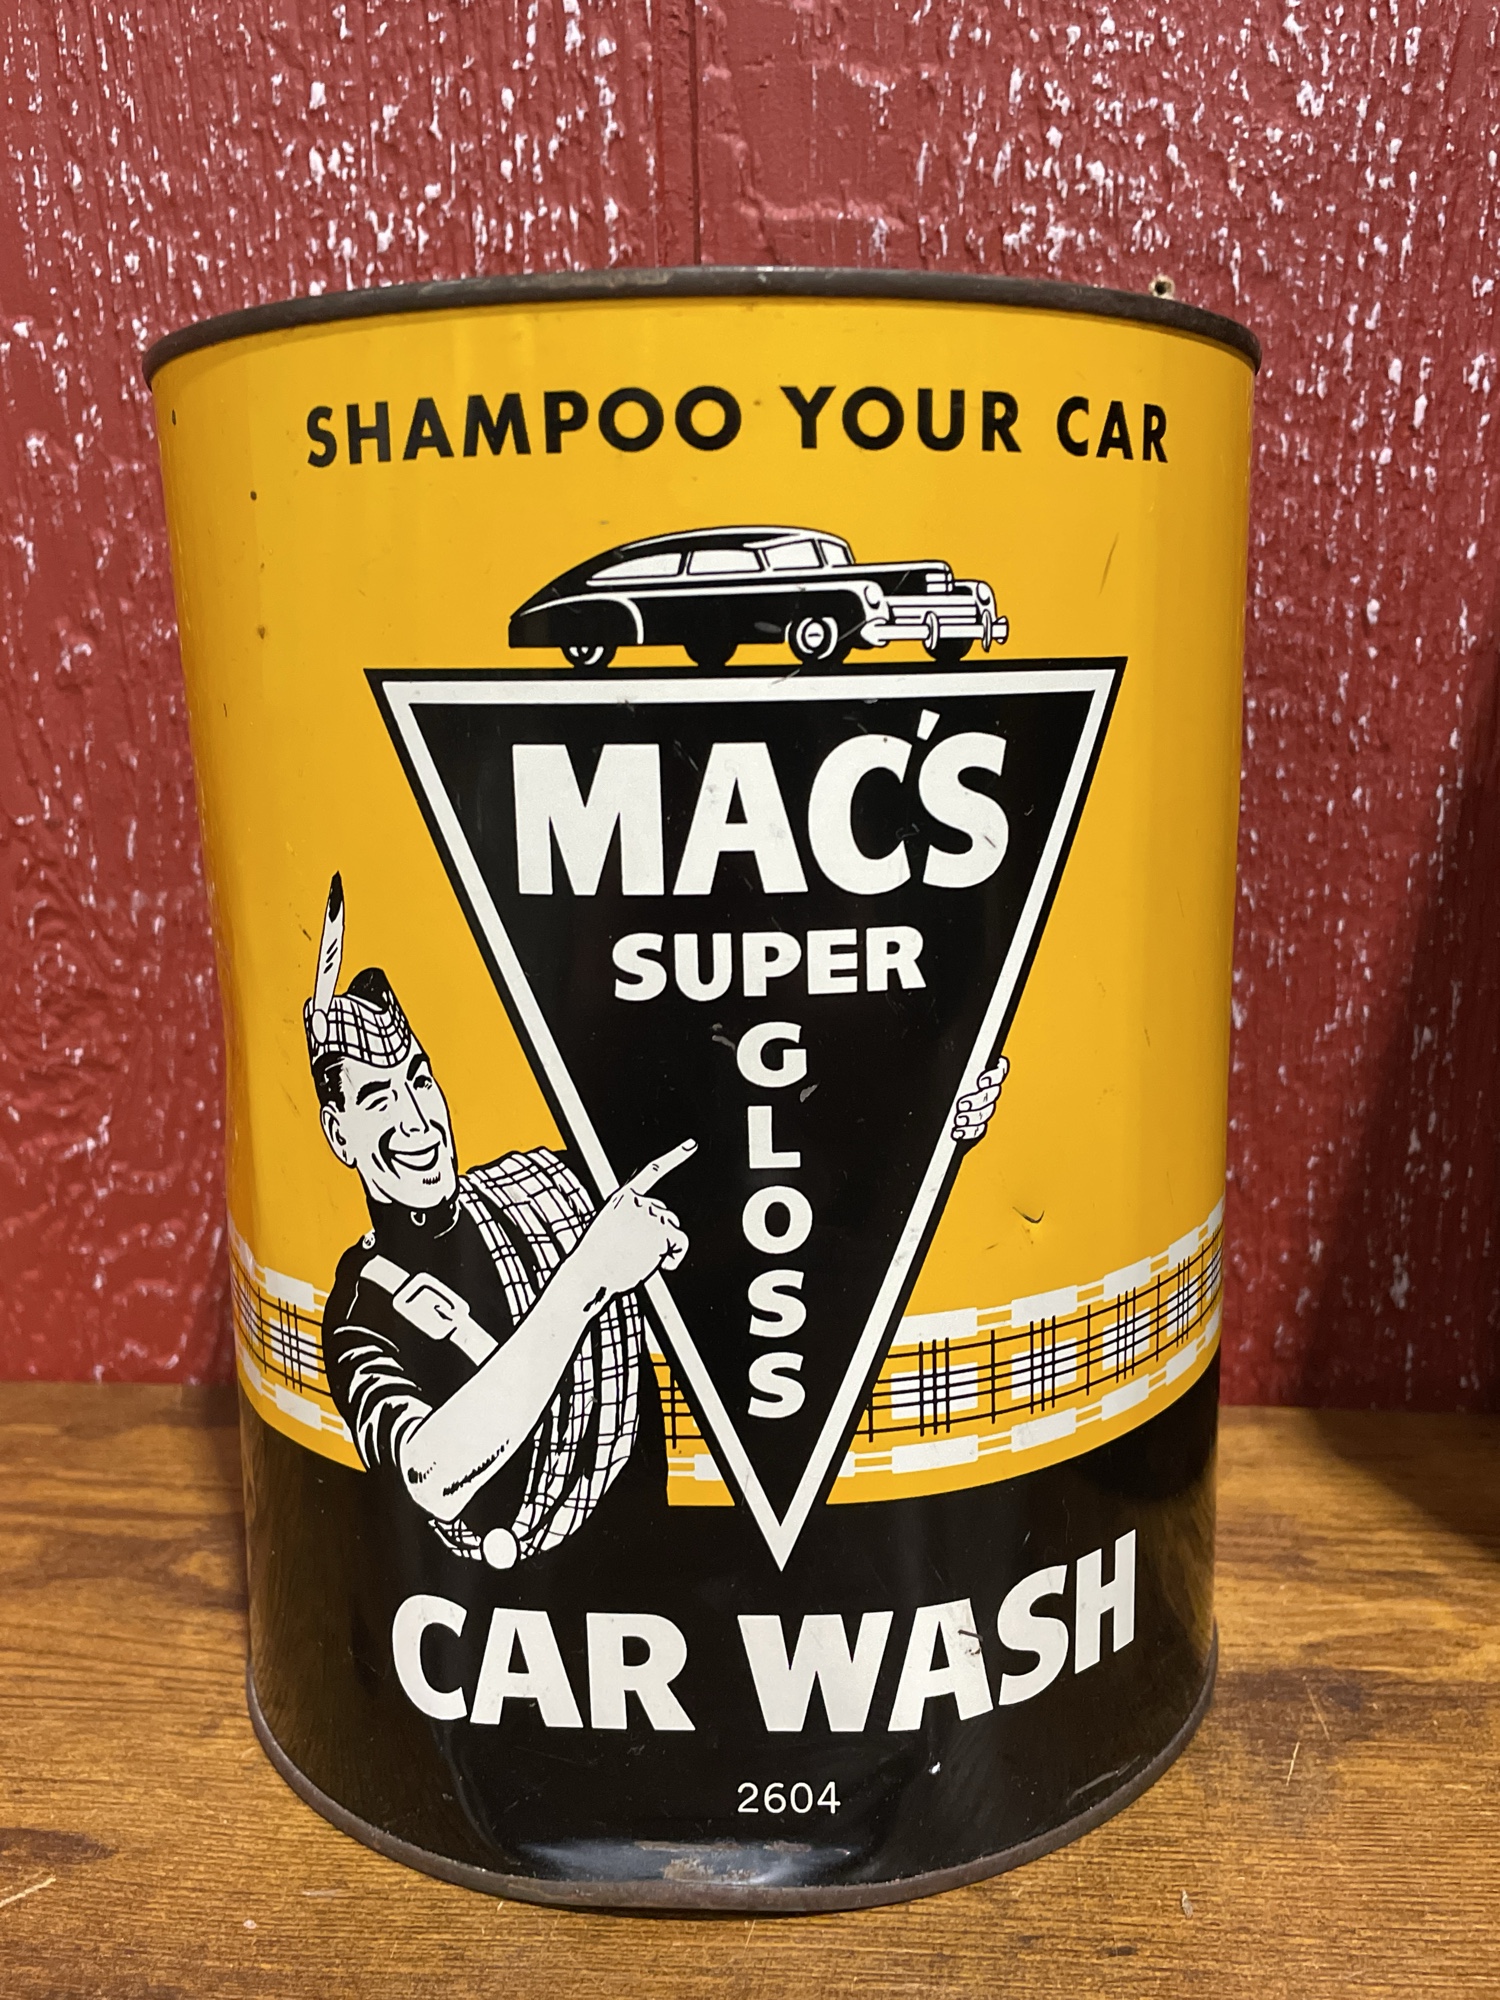 SHAMPOO YOUR CAR
MAC'S
SUPER
GLOSS
CAR WASH
2604